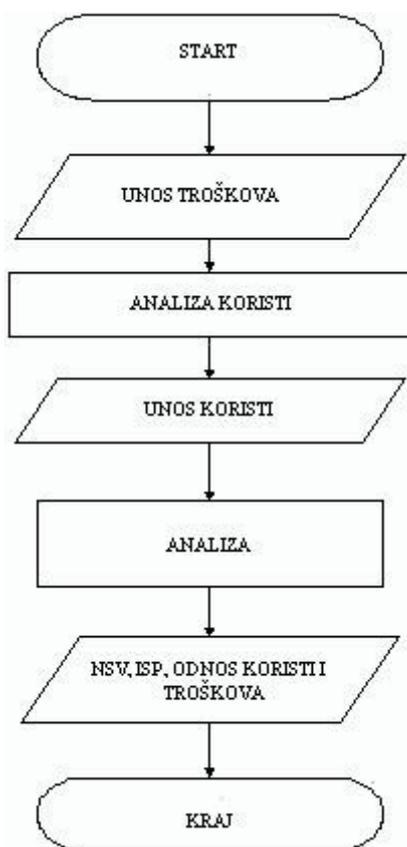 START
UNOS TROŠKOVA
ANALIZA KORISTI
UNOS KORISTI
ANALIZA
NSV, ISP, ODNOS KORISTI I
TROŠKOVA
KRAJ